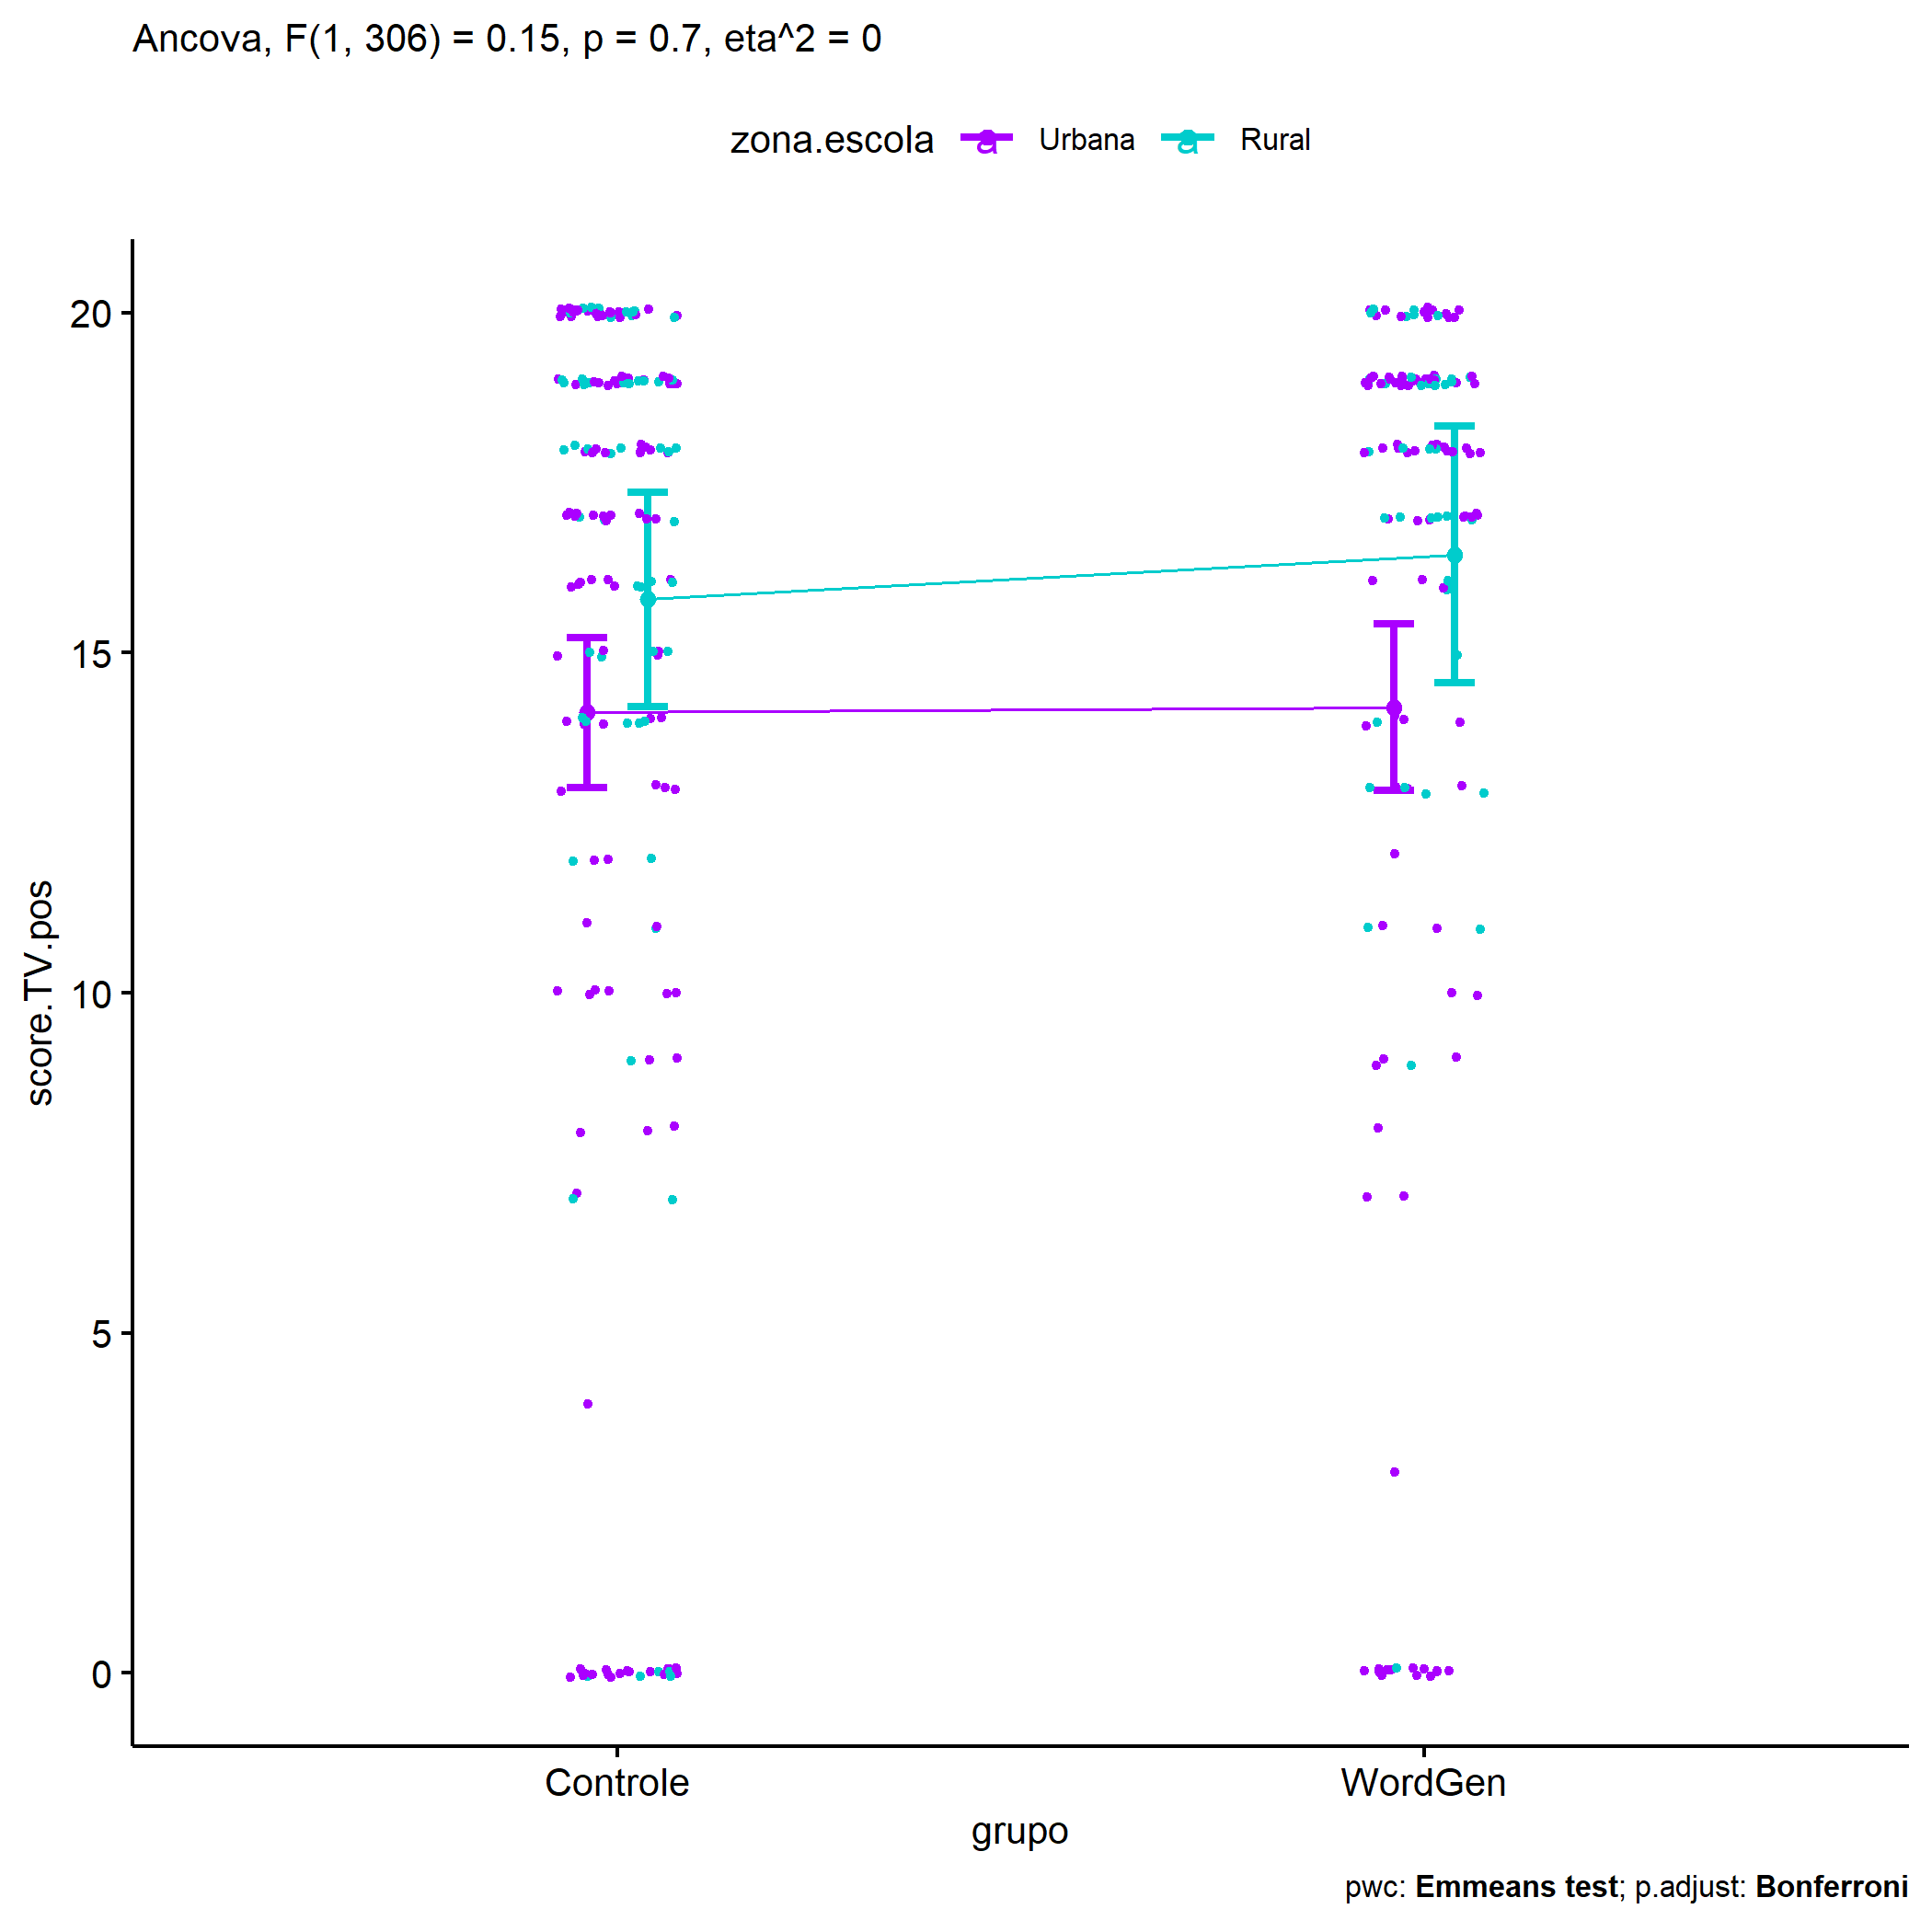 Ancova, F(1, 306) = 0.15, p = 0.7, eta^2 = 0
zona.escola a Urbana a Rural
20
15
10
5
0
score.TV.pos
Controle WordGen
grupo
pwc: Emmeans test; p.adjust: Bonferroni